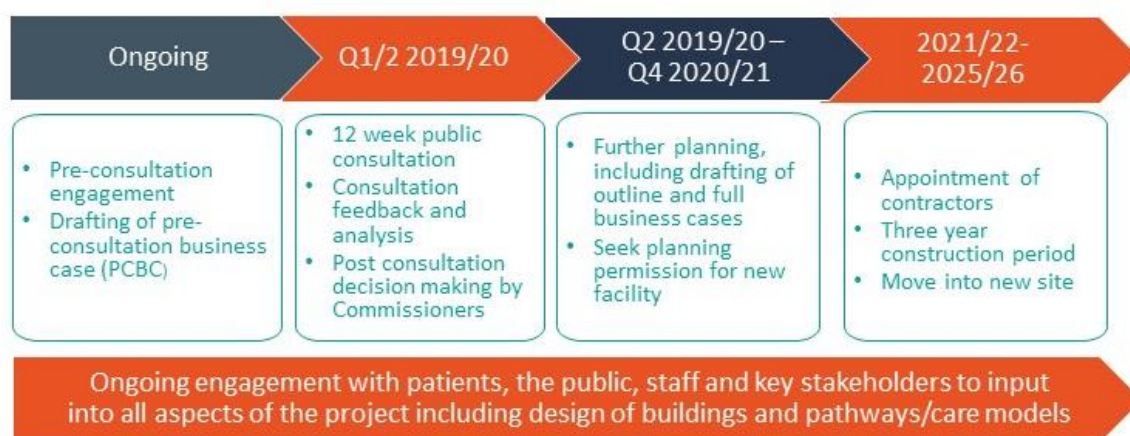 Ongoing
Q1/2 2019/20
Q2 2019/20 –
Q4 2020/21
2021/22-
2025/26
• Pre-consultation
engagement
• Drafting of pre-
consultation business
case (PCBC)
• 12 week public
consultation
• Consultation
feedback and
analysis
• Post consultation
decision making by
Commissioners
• Further planning,
including drafting of
outline and full
business cases
• Seek planning
permission for new
facility
• Appointment of
contractors
• Three year
construction period
• Move into new site
Ongoing engagement with patients, the public, staff and key stakeholders to input
into all aspects of the project including design of buildings and pathways/care models